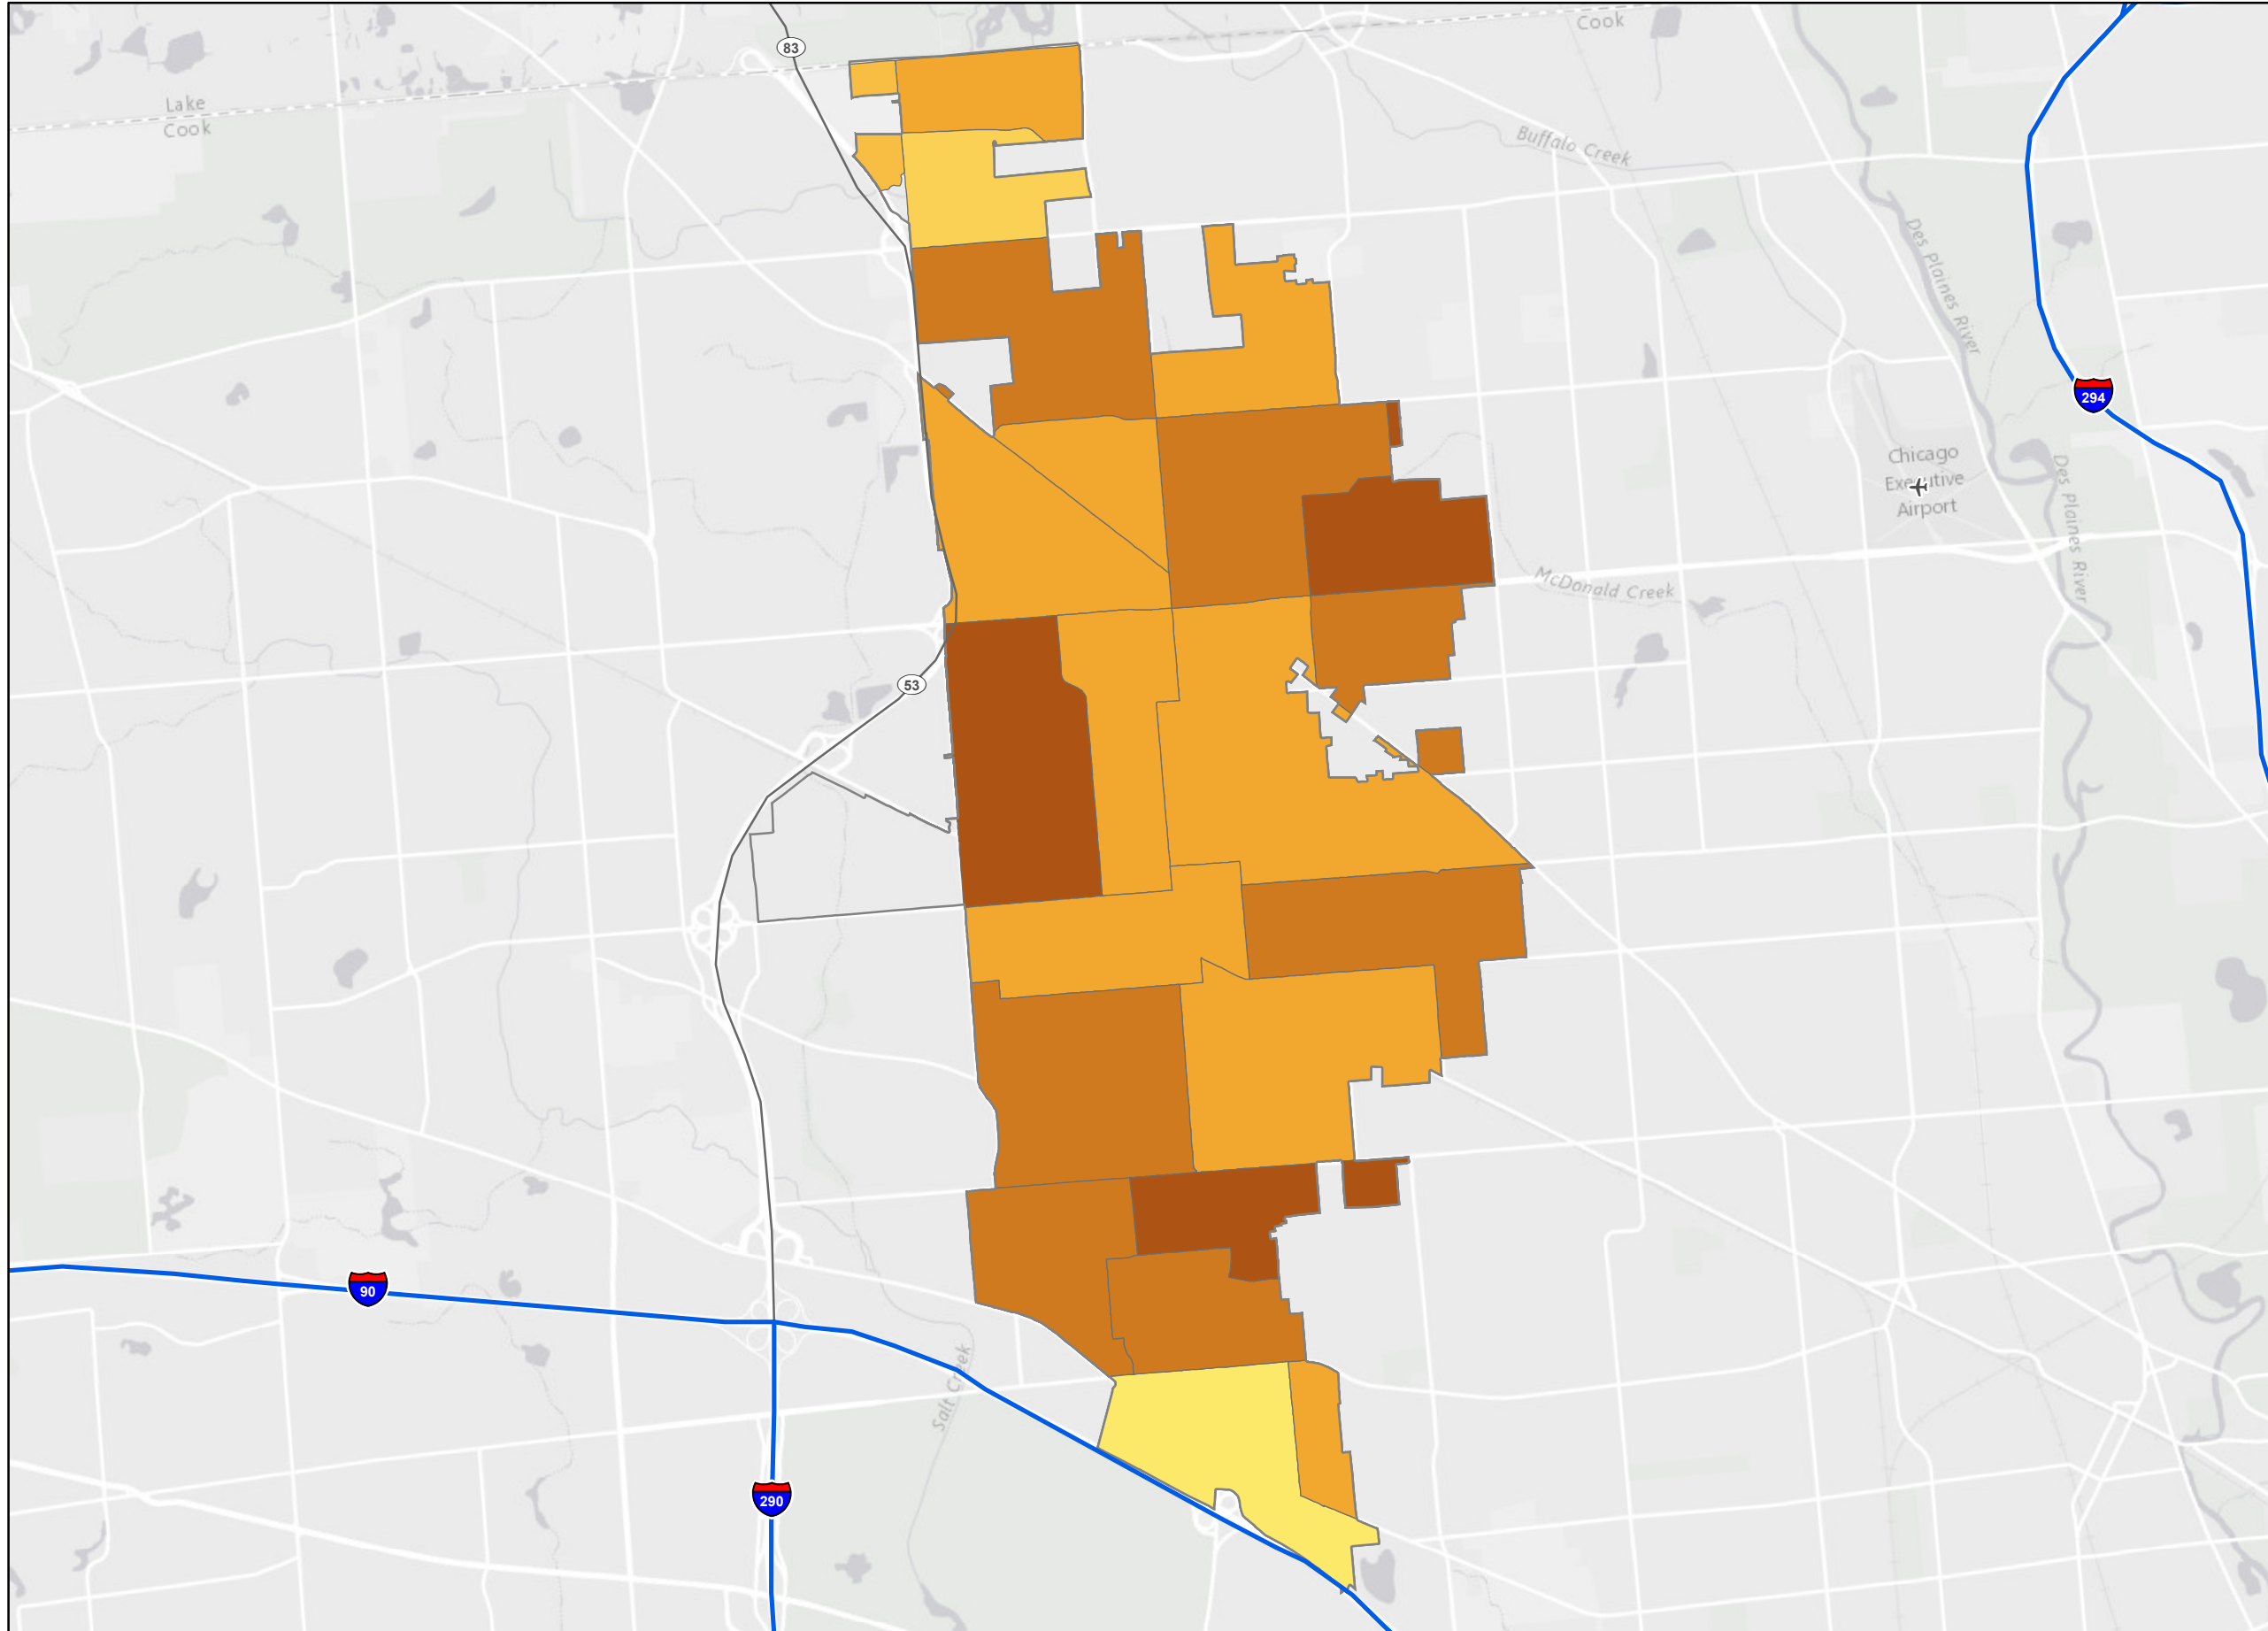 Cook
83
Lake
Cook
Buffalo Creek
Des Plaines River
294
Chicago
Executive
Airport
Des Plaines River
McDonald Creek
53
90
Salt Creek
290